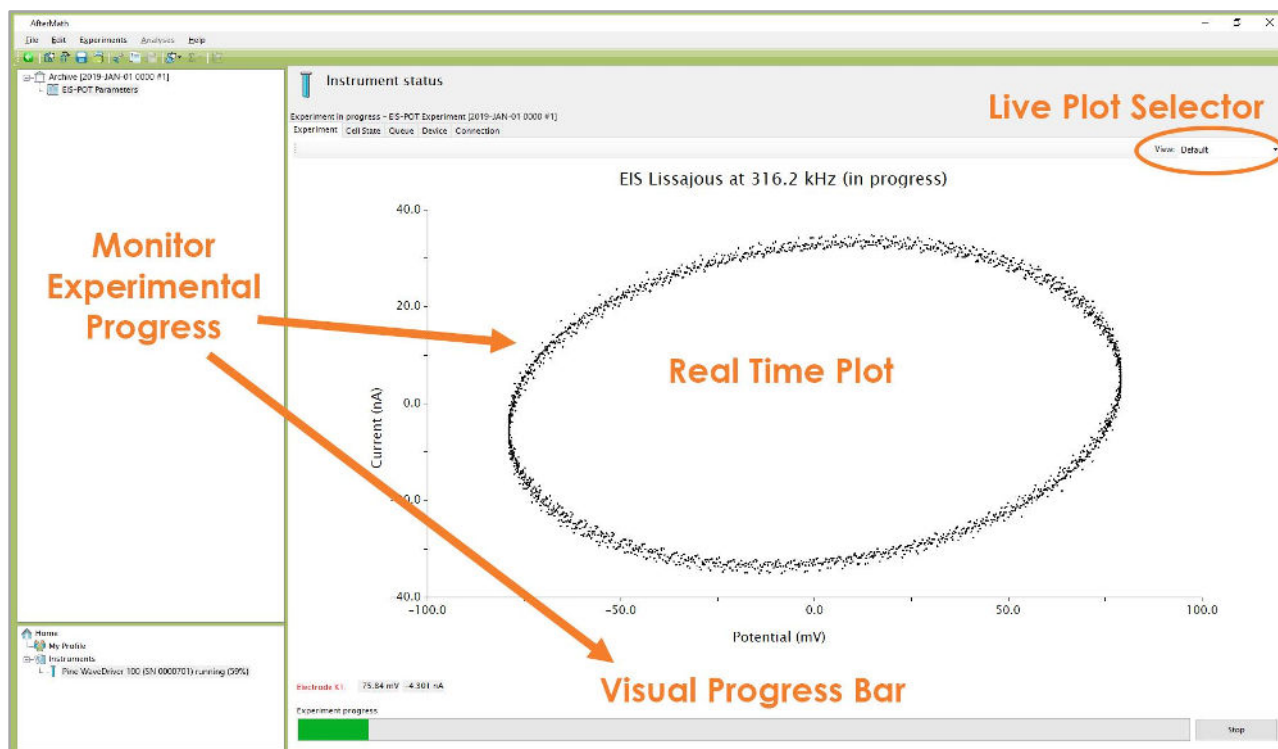 AfterMath
File Edit Experiments Analyses Help
Archive [2019-JAN-01 0000 #1]
EIS-POT Parameters
Instrument status
Live Plot Selector
Experiment in progress - EIS-POT Experiment [2019-JAN-01 0000 #1]
Experiment Cell State Queue Device Connection
View: Default
EIS Lissajous at 316.2 kHz (in progress)
Monitor
Experimental
Progress
Real Time Plot
Current (nA)
40.0
20.0
0.0
-40.0
-100.0 -50.0 0.0 50.0 100.0
Potential (mV)
Home
My Profile
Instruments
Pine WaveDriver 100 (SN 0000701) running (59%)
Electrode K1: 75.84 mV -4.301 nA
Visual Progress Bar
Experiment progress
Stop